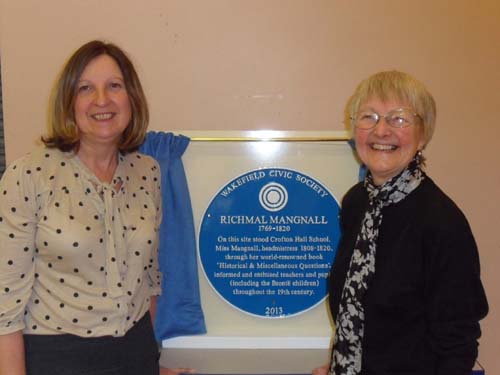 WAKEFIELD CIVIC SOCIETY
RICHMAL MANGNALL
1769-1820
On this site stood Crofton Hall School.
Miss Mangnall, headmistress 1808-1820,
through her world-renowned book
"Historical & Miscellaneous Questions",
informed and enthused teachers and pupi
(including the Brontë children)
throughout the 19th century.
2013